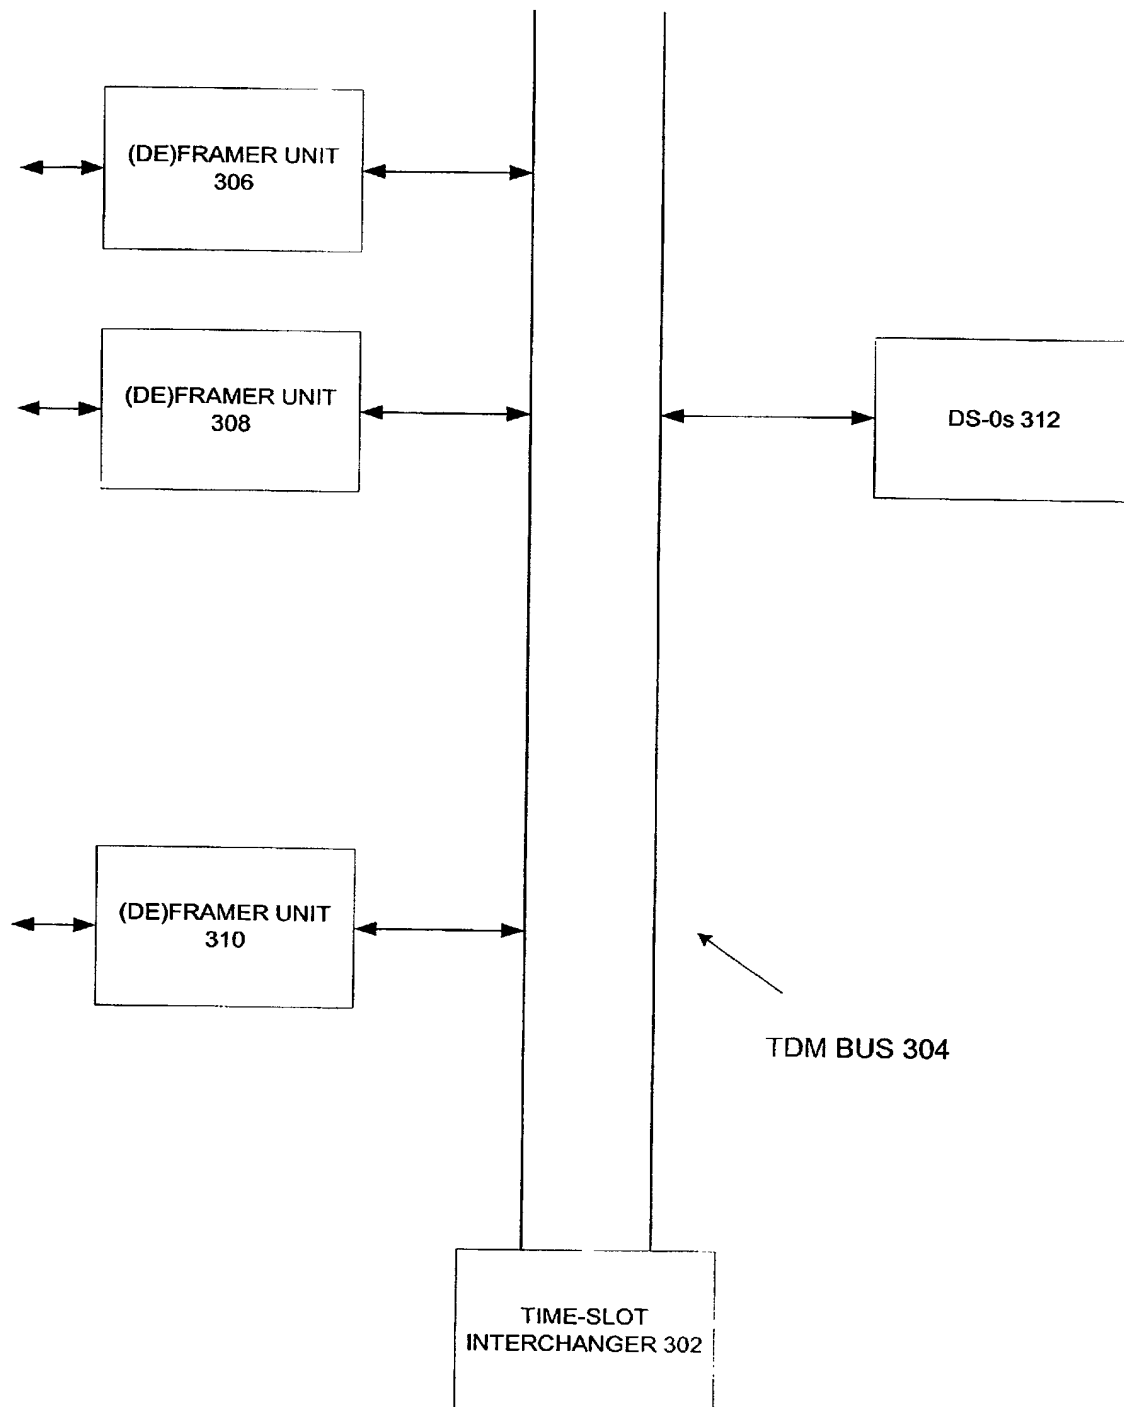 (DE)FRAMER UNIT
306
(DE)FRAMER UNIT
308
DS-0s 312
(DE)FRAMER UNIT
310
TDM BUS 304
TIME-SLOT
INTERCHANGER 302